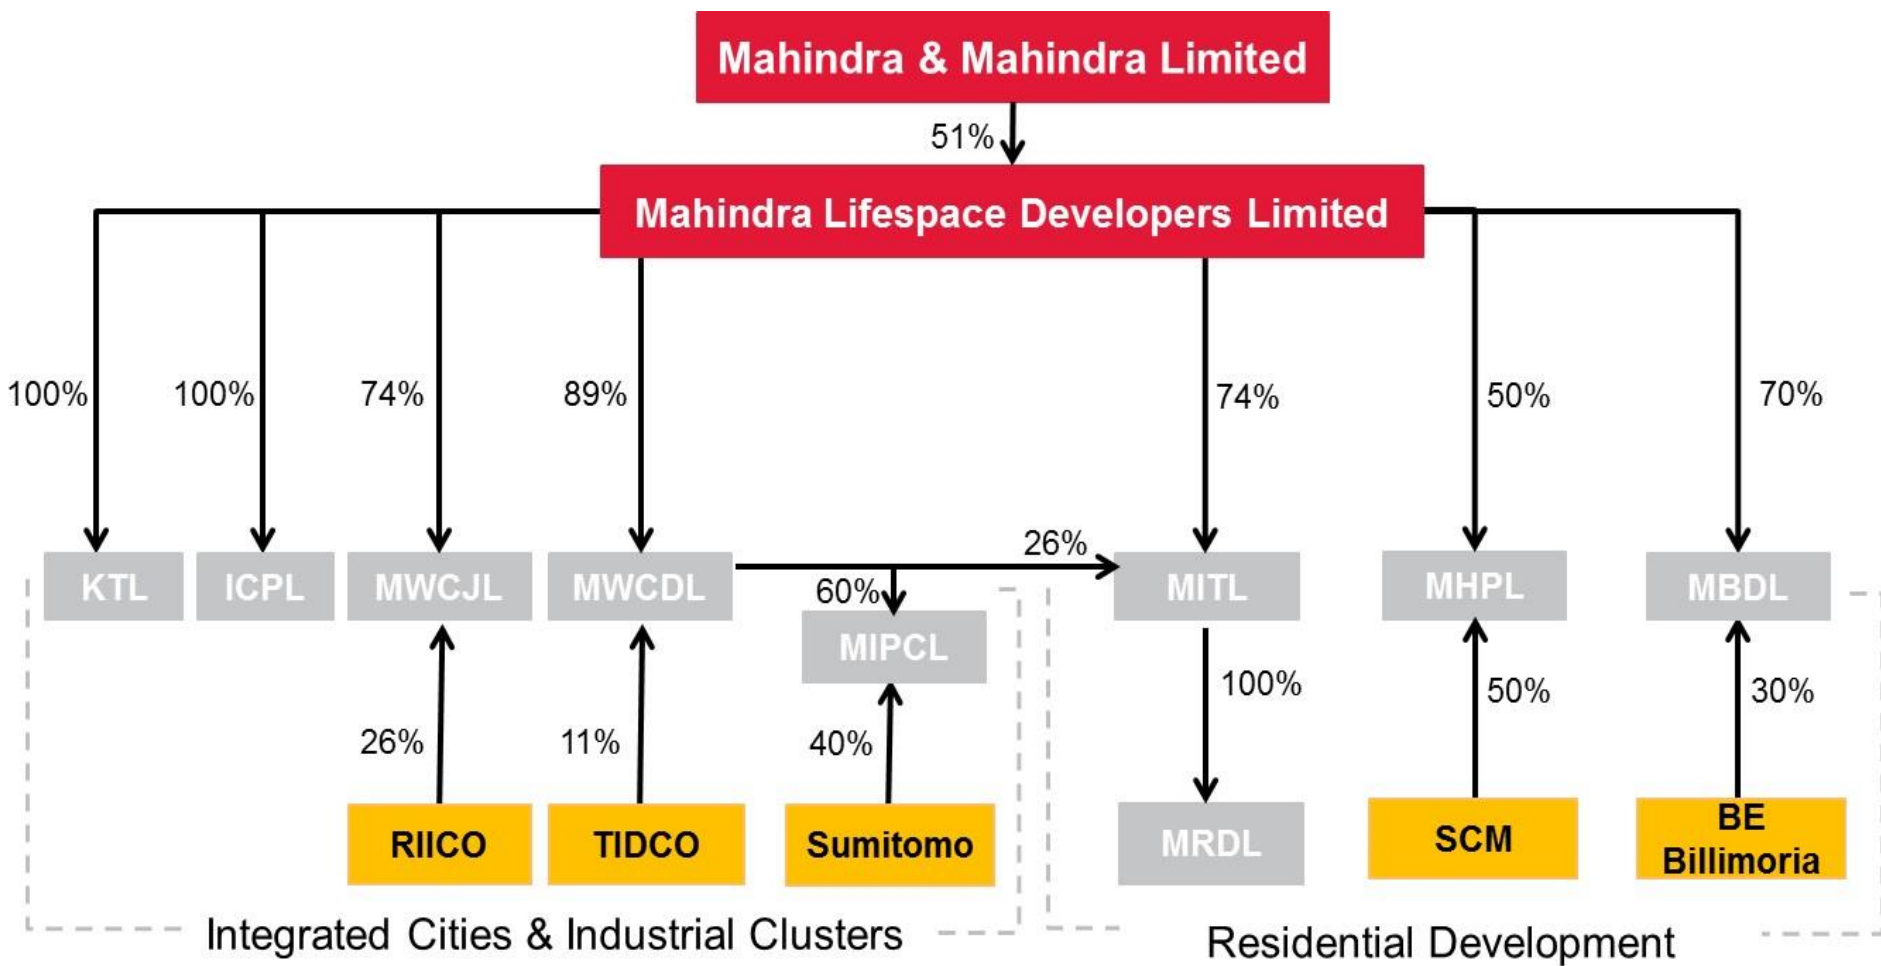 Mahindra & Mahindra Limited
51%
Mahindra Lifespace Developers Limited
100%
100%
74%
89%
74%
50%
70%
26%
KTL
ICPL
MWCJL
MWCDL
60%
MITL
MHPL
MBDL
MIPCL
100%
50%
30%
26%
11%
40%
RIICO
TIDCO
Sumitomo
MRDL
SCM
BE
Billimoria
Integrated Cities & Industrial Clusters
Residential Development